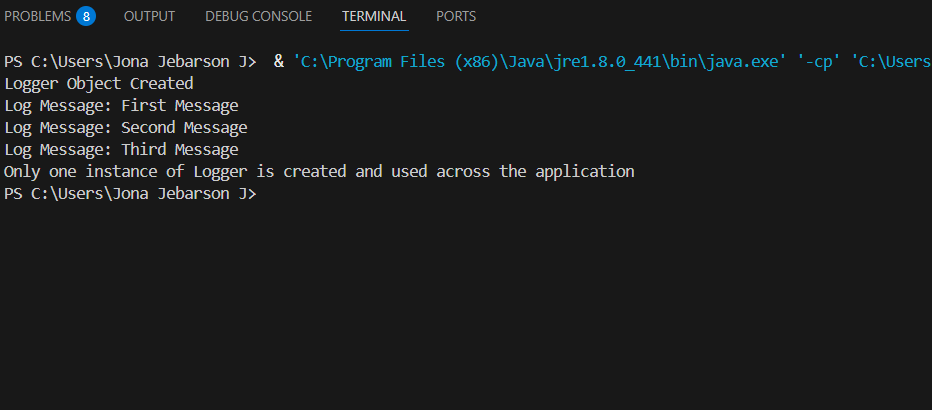 PROBLEMS 8 OUTPUT DEBUG CONSOLE TERMINAL PORTS
PS C:\Users\Jona Jebarson J>  & 'C:\Program Files (x86)\Java\jre1.8.0_441\bin\java.exe' '-cp' 'C:\Users
Logger Object Created
Log Message: First Message
Log Message: Second Message
Log Message: Third Message
Only one instance of Logger is created and used across the application
PS C:\Users\Jona Jebarson J>